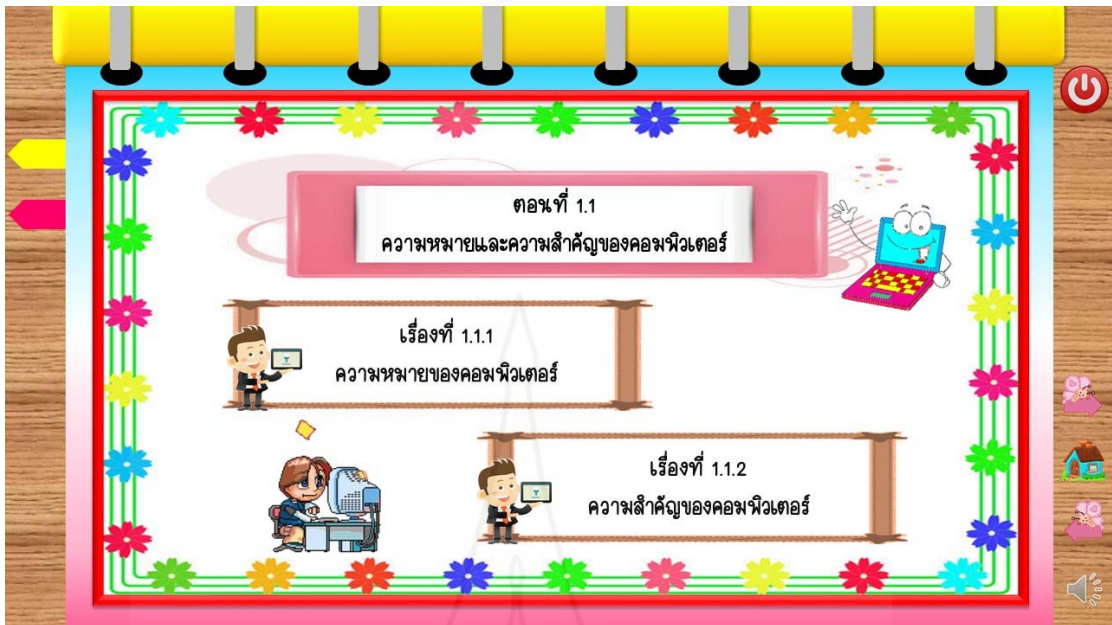 ตอนที่ 1.1
ความหมายและความสำคัญของคอมพิวเตอร์
เรื่องที่ 1.1.1
ความหมายของคอมพิวเตอร์
เรื่องที่ 1.1.2
ความสำคัญของคอมพิวเตอร์